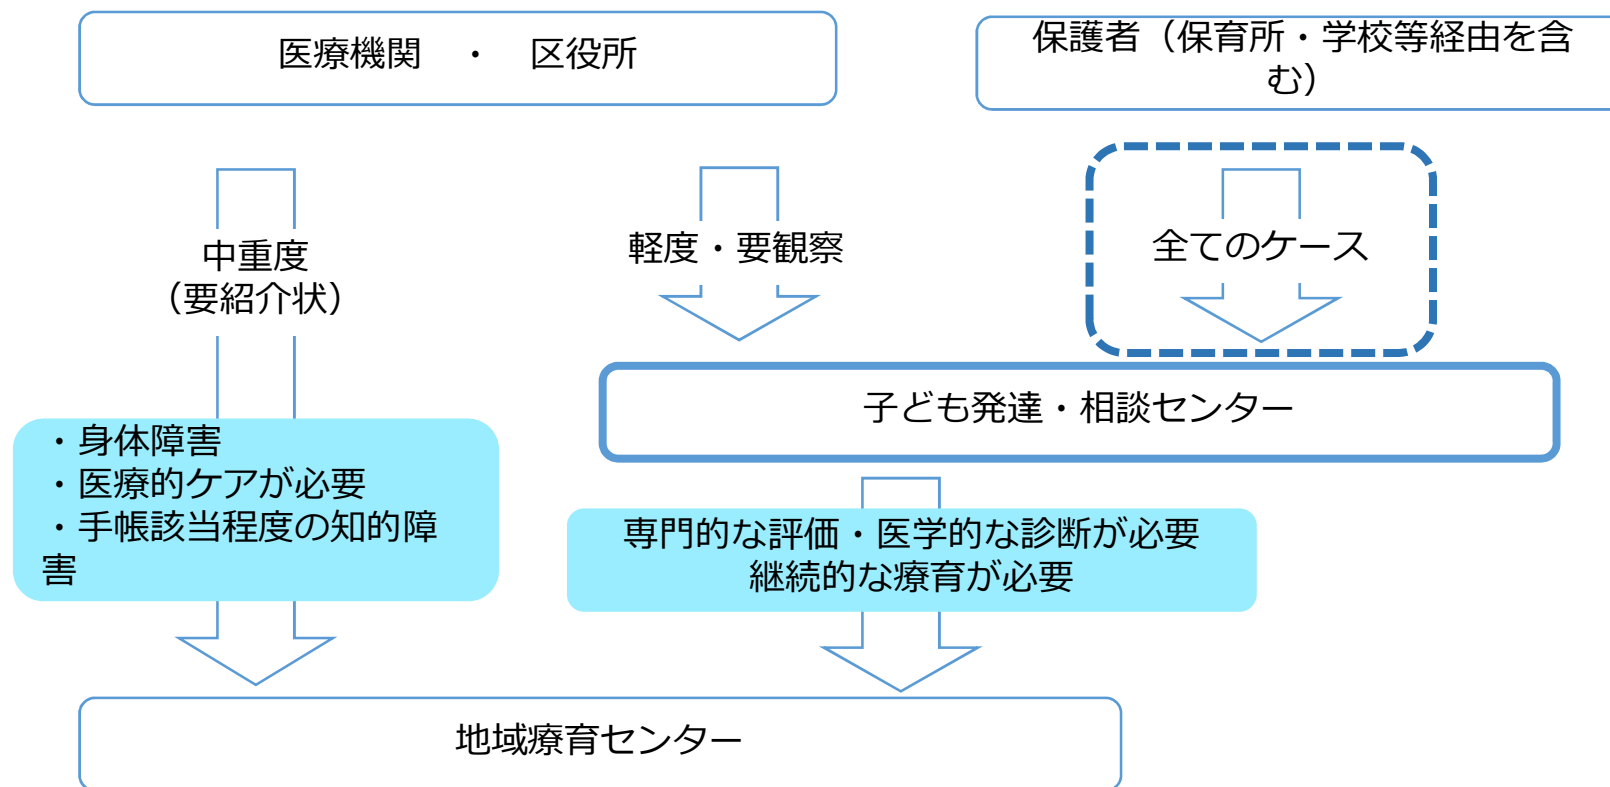 医療機関　・　区役所
保護者（保育所・学校等経由を含
む）
中重度
（要紹介状）
軽度・要観察
全てのケース
子ども発達・相談センター
・身体障害
・医療的ケアが必要
・手帳該当程度の知的障
害
専門的な評価・医学的な診断が必要
継続的な療育が必要
地域療育センター